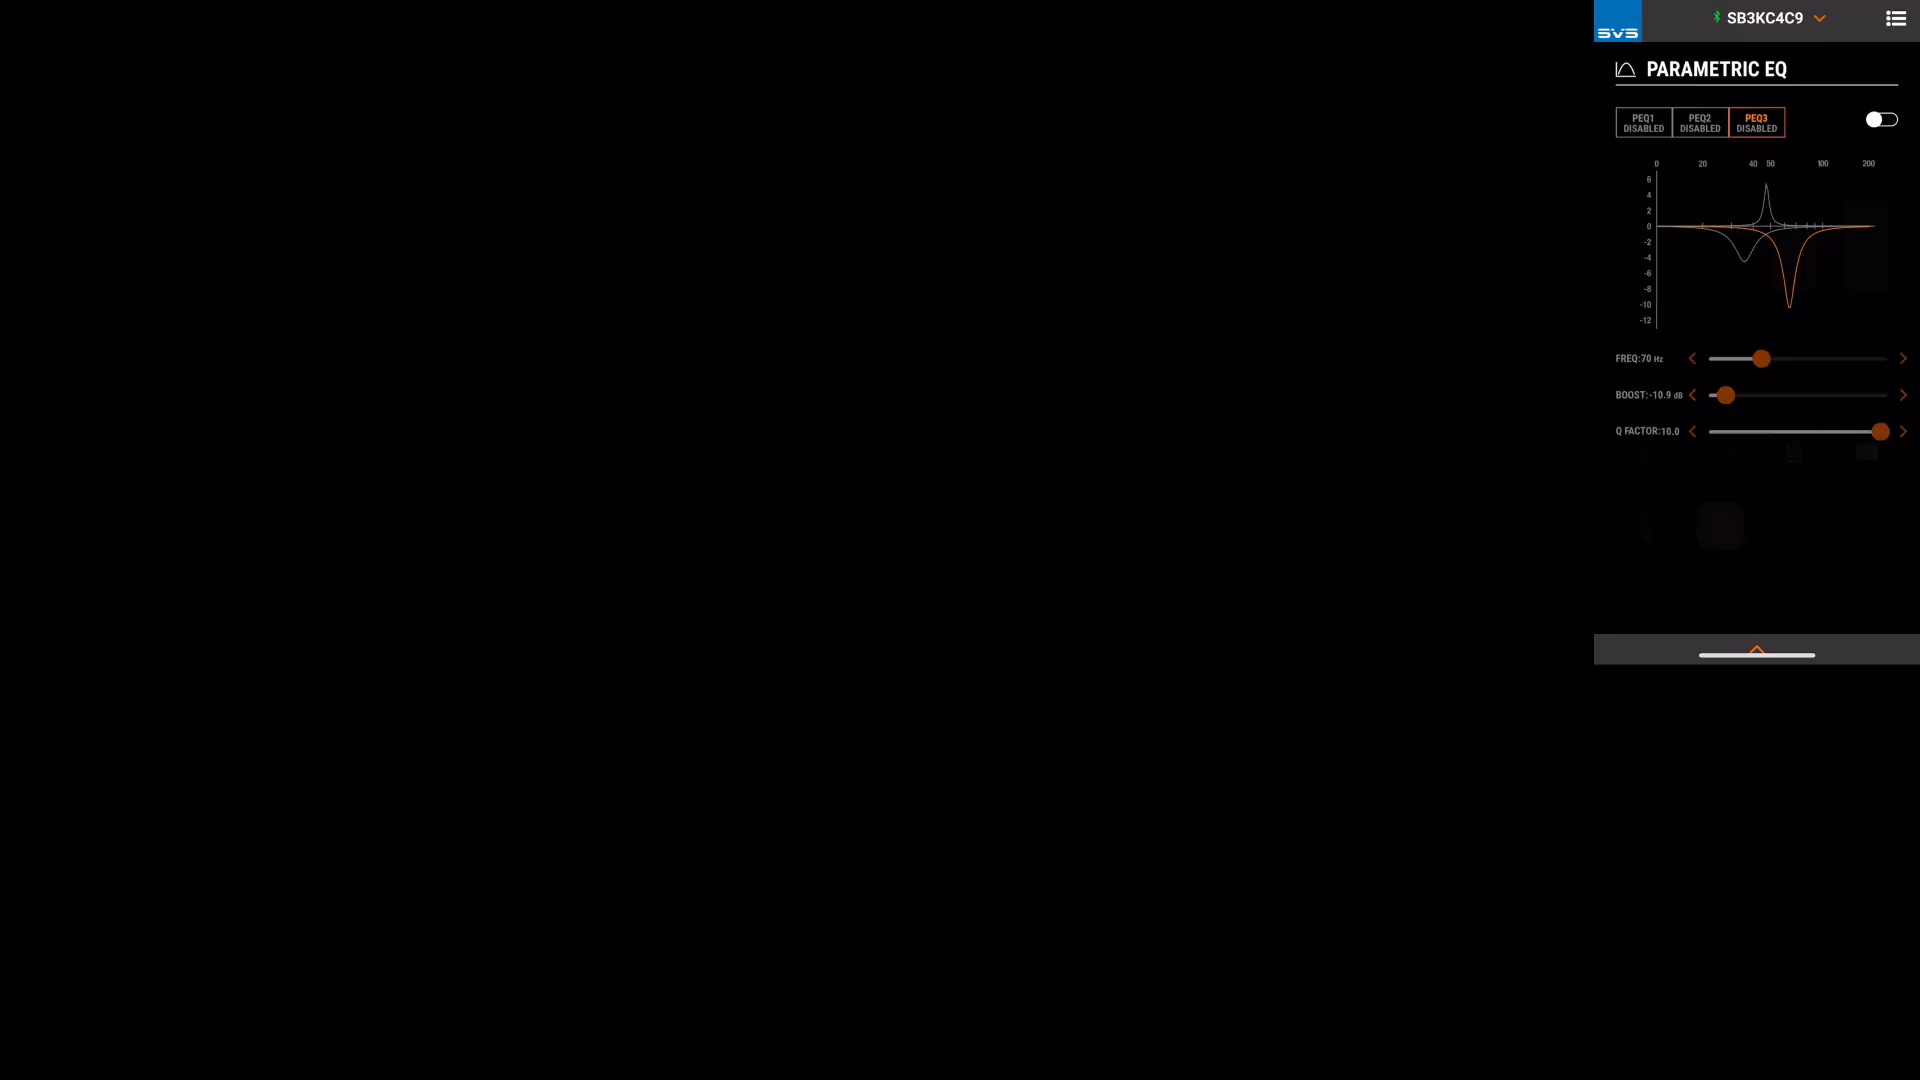 SVS
SB3KC4C9
PARAMETRIC EQ
PEQ1 PEQ2 PEQ3
DISABLED DISABLED DISABLED
0 20 40 50 100 200
6
4
2
0
-2
-4
-6
-8
-10
-12
FREQ:70 Hz
BOOST:-10.9 dB
Q FACTOR:10.0